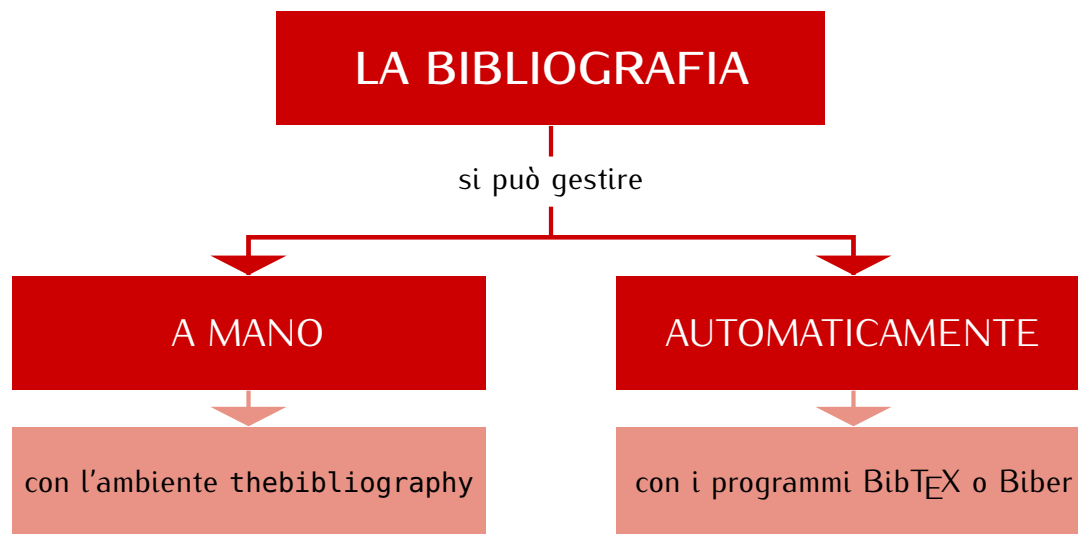 LA BIBLIOGRAFIA
si può gestire
A MANO
AUTOMATICAMENTE
con l'ambiente thebibliography
con i programmi BibTEX o Biber